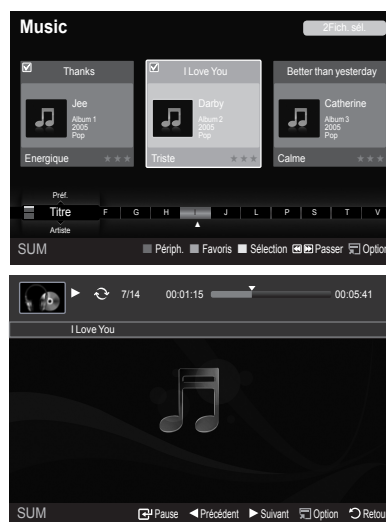 Music
2Fich. sél.
Thanks I Love You Better than yesterday
Jee Darby Catherine
Album 1 Album 2 Album 3
2005 2005 2005
Pop Pop Pop
Energique Triste Calme
Préf.
Titre F G H I J L P S T V
Artiste
SUM Périph. Favoris Sélection Passer Option
7/14 00:01:15 00:05:41
I Love You
SUM Pause Précédent Suivant Option Retou